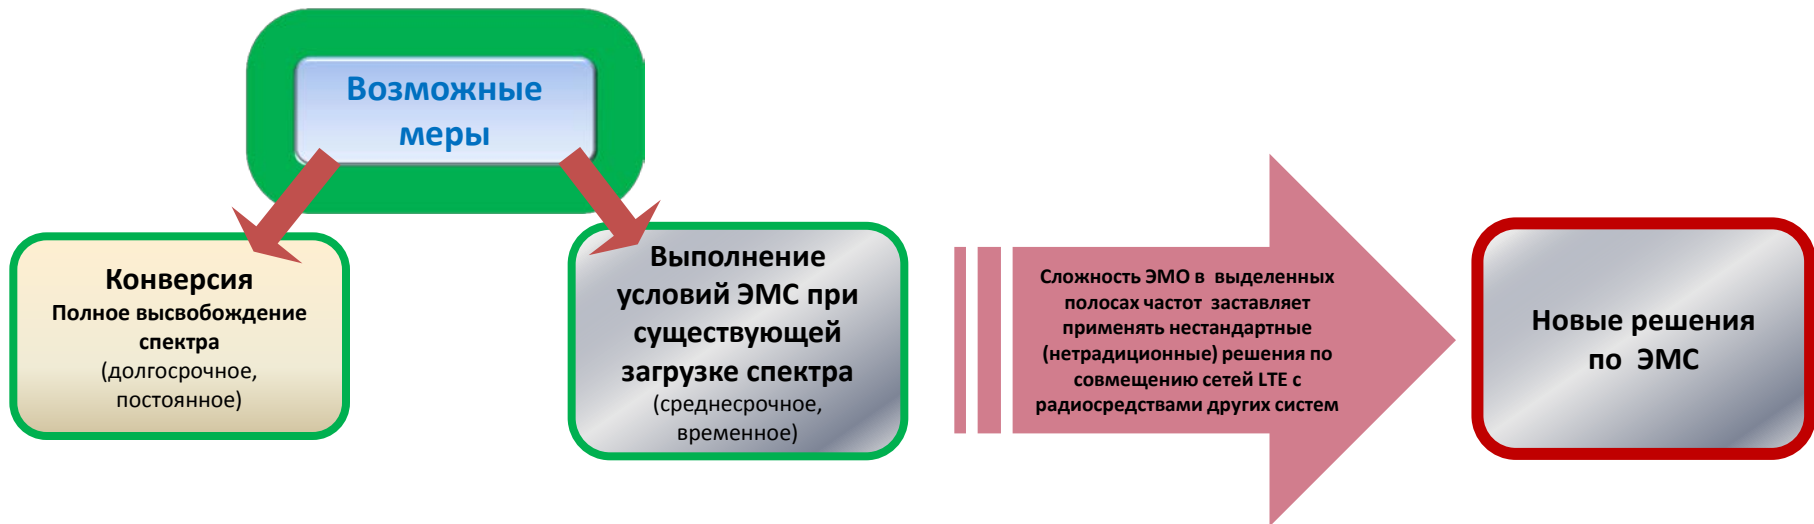 Возможные
меры
Конверсия
Полное высвобождение
спектра
(долгосрочное,
постоянное)
Выполнение
условий ЭМС при
существующей
загрузке спектра
(среднесрочное,
временное)
Сложность ЭМО в выделенных
полосах частот заставляет
применять нестандартные
(нетрадиционные) решения по
совмещению сетей LTE с
радиосредствами других систем
Новые решения
по ЭМС